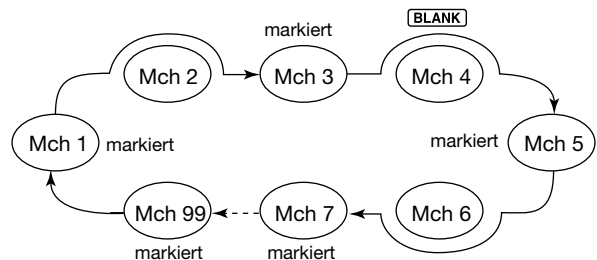 BLANK
markiert
Mch 2
Mch 3
Mch 4
Mch 1
markiert
markiert
Mch 5
Mch 99
Mch 7
Mch 6
markiert
markiert